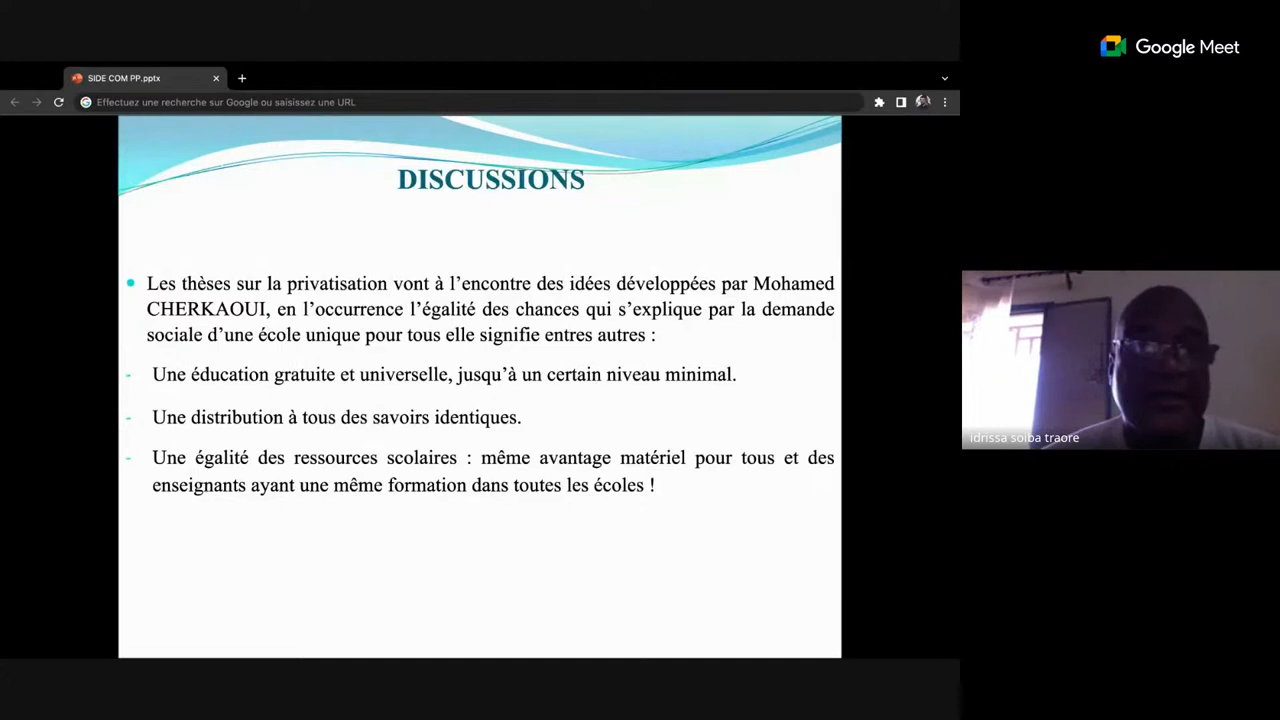 Google Meet
SIDE COM PP.pptx
Effectuez une recherche sur Google ou saisissez une URL
DISCUSSIONS
Les thèses sur la privatisation vont à l’encontre des idées développées par Mohamed
CHERKAOUI, en l’occurrence l’égalité des chances qui s’explique par la demande
sociale d’une école unique pour tous elle signifie entres autres :
- Une éducation gratuite et universelle, jusqu’à un certain niveau minimal.
- Une distribution à tous des savoirs identiques.
- Une égalité des ressources scolaires : même avantage matériel pour tous et des
enseignants ayant une même formation dans toutes les écoles !
idrissa soiba traore